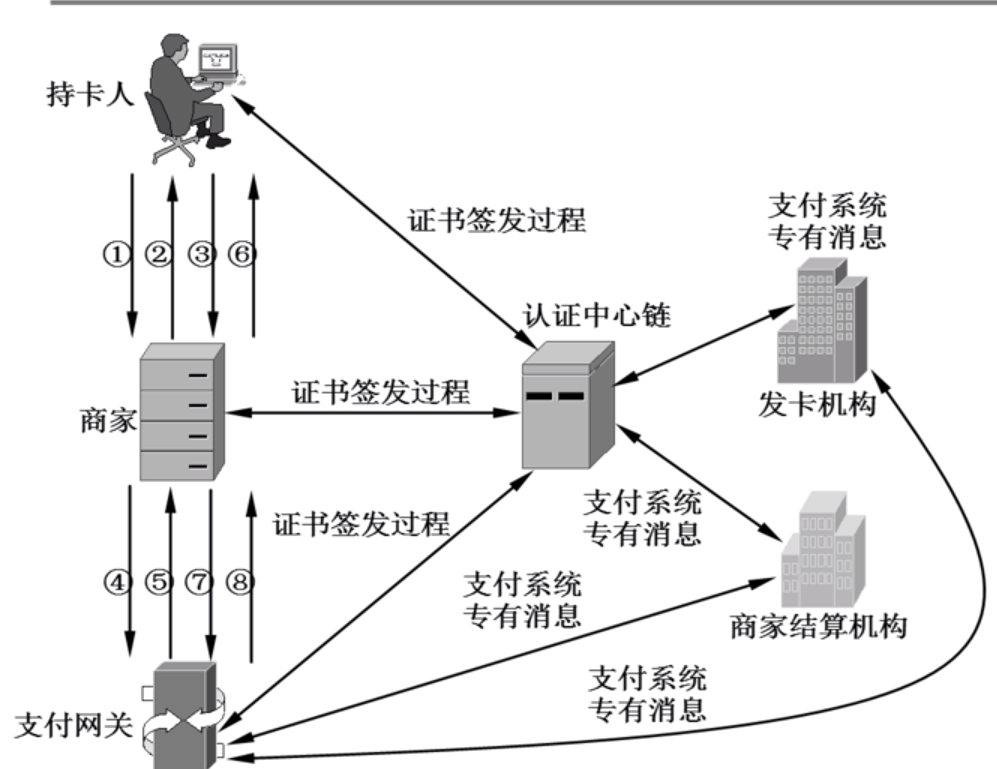 持卡人
证书签发过程
支付系统
专有消息
① ② ③ ⑥
认证中心链
证书签发过程
发卡机构
商家
支付系统
专有消息
证书签发过程
④ ⑤ ⑦ ⑧
支付系统
专有消息
商家结算机构
支付系统
专有消息
支付网关